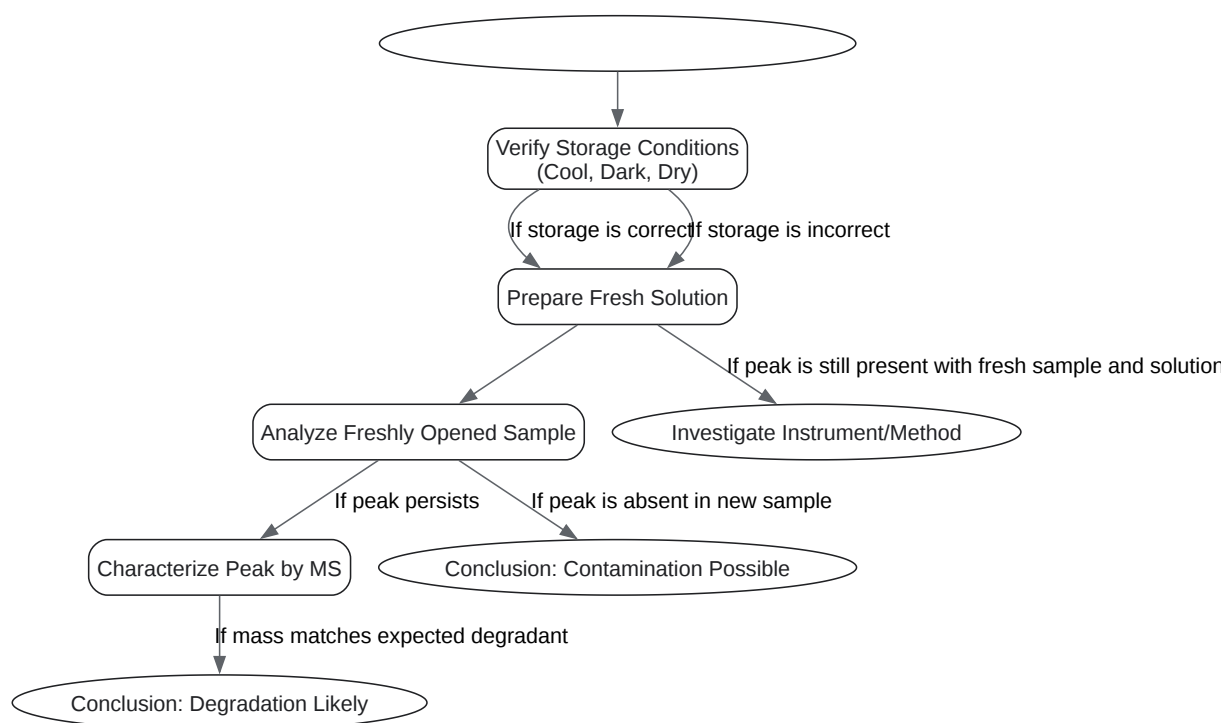 Verify Storage Conditions
(Cool, Dark, Dry)
If storage is correct
If storage is incorrect
Prepare Fresh Solution
If peak is still present with fresh sample and solution
Analyze Freshly Opened Sample
Investigate Instrument/Method
If peak persists
If peak is absent in new sample
Characterize Peak by MS
Conclusion: Contamination Possible
If mass matches expected degradant
Conclusion: Degradation Likely